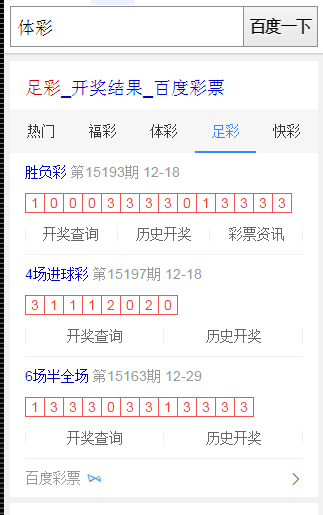 体彩 百度一下
足彩_开奖结果_百度彩票
热门 福彩 体彩 足彩 快彩
胜负彩 第15193期 12-18
1 0 0 0 3 3 3 3 0 1 3 3 3 3
开奖查询 历史开奖 彩票资讯
4场进球彩 第15197期 12-18
3 1 1 1 2 0 2 0
开奖查询 历史开奖
6场半全场 第15163期 12-29
1 3 3 3 0 3 3 1 3 3 3 3
开奖查询 历史开奖
百度彩票